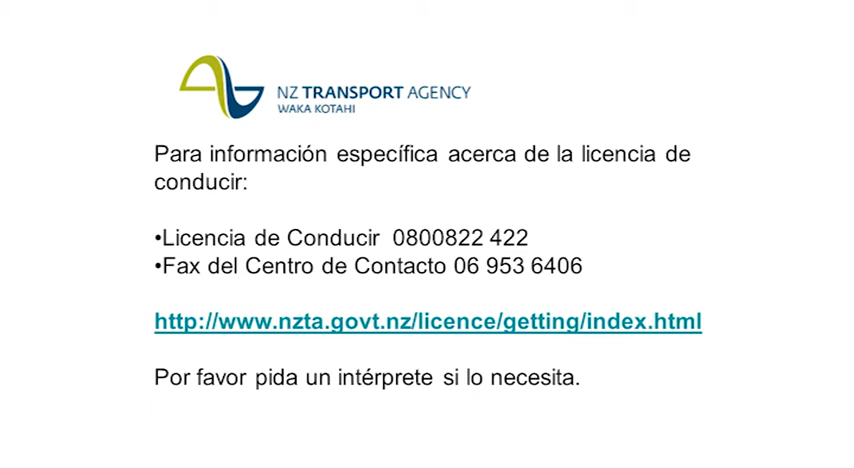 NZ TRANSPORT AGENCY
WAKA KOTAHI
Para información específica acerca de la licencia de
conducir:
•Licencia de Conducir 0800822 422
•Fax del Centro de Contacto 06 953 6406
http://www.nzta.govt.nz/licence/getting/index.html
Por favor pida un intérprete si lo necesita.